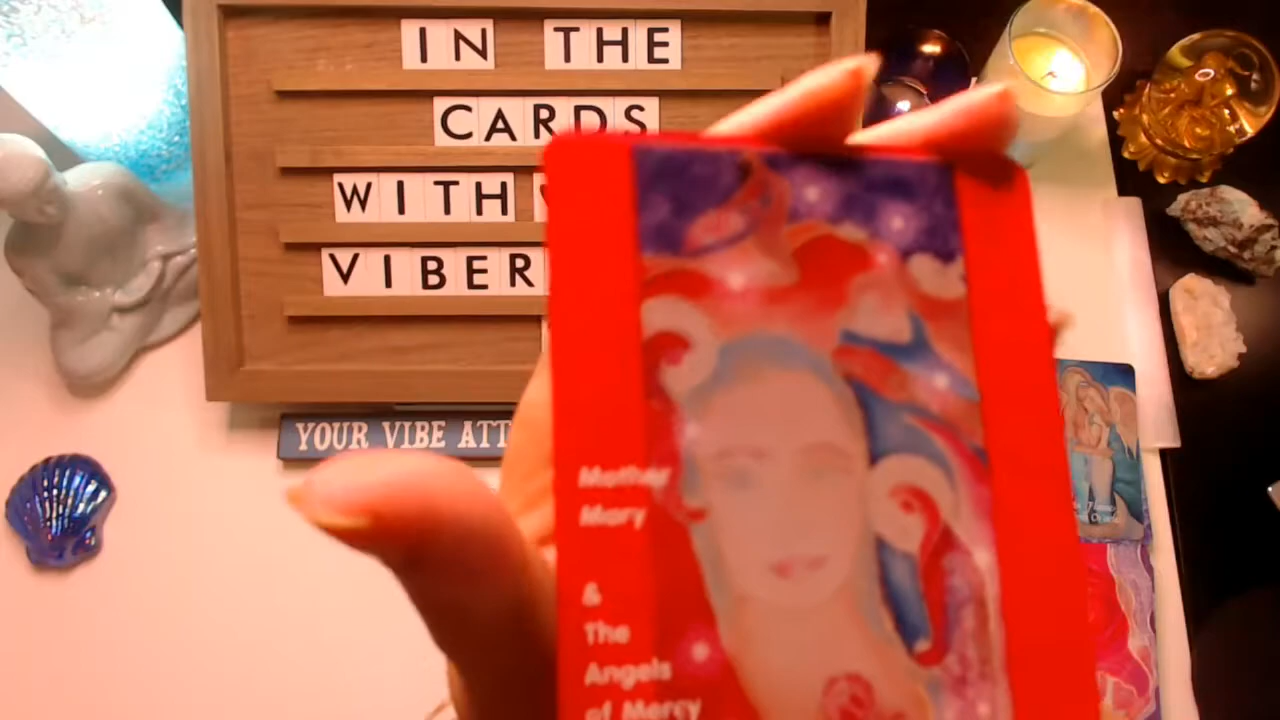 IN THE
CARDS
WITH
VIBER
YOUR VIBE ATT
Mother
Mary
&
The
Angels
of Mercy